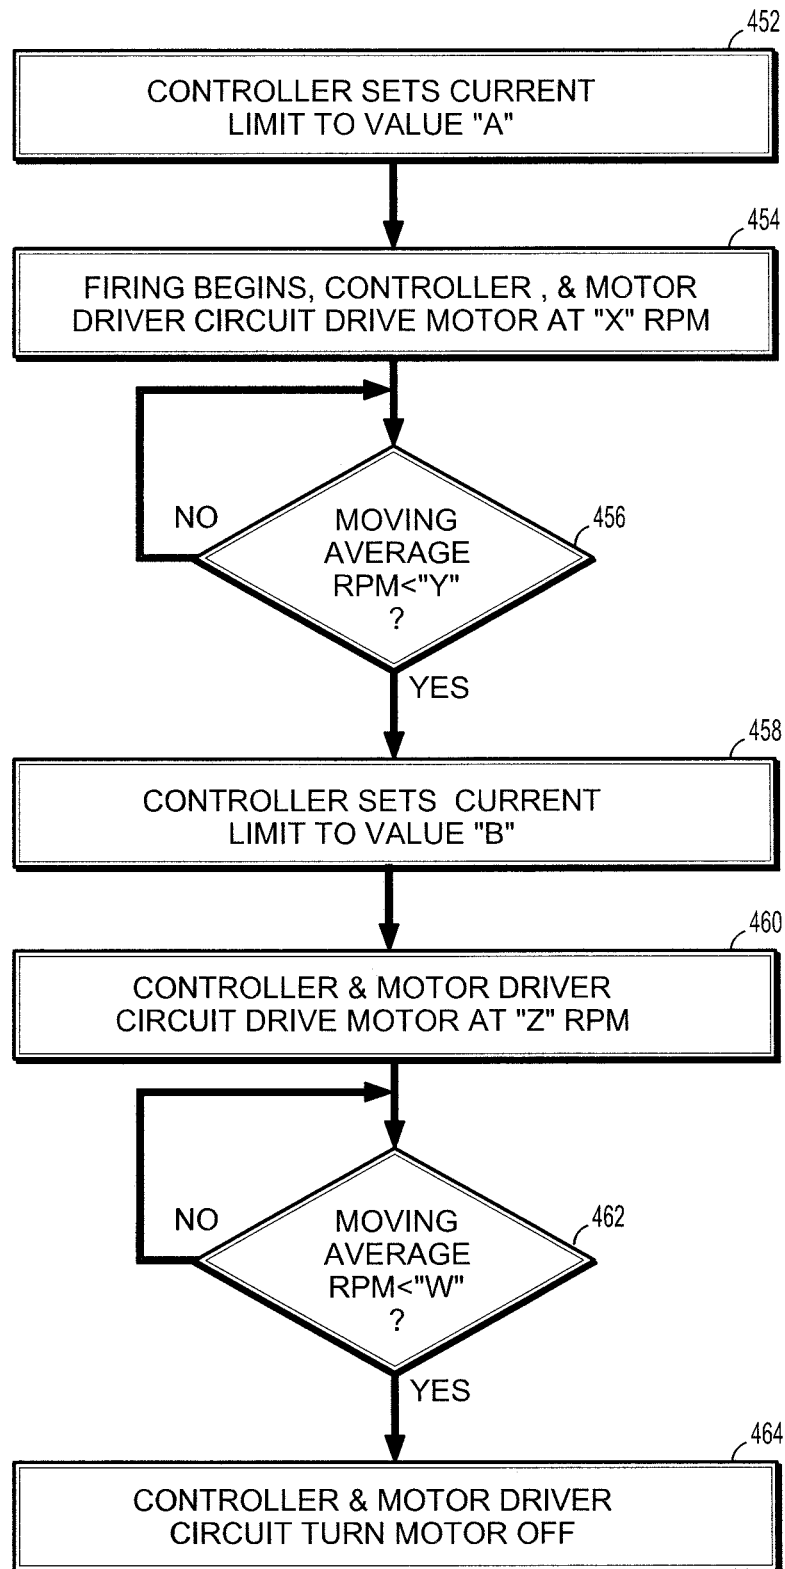 452
CONTROLLER SETS CURRENT
LIMIT TO VALUE "A"
454
FIRING BEGINS, CONTROLLER , & MOTOR
DRIVER CIRCUIT DRIVE MOTOR AT "X" RPM
NO
456
MOVING
AVERAGE
RPM<"Y"
?
YES
458
CONTROLLER SETS CURRENT
LIMIT TO VALUE "B"
460
CONTROLLER & MOTOR DRIVER
CIRCUIT DRIVE MOTOR AT "Z" RPM
NO
462
MOVING
AVERAGE
RPM<"W"
?
YES
464
CONTROLLER & MOTOR DRIVER
CIRCUIT TURN MOTOR OFF